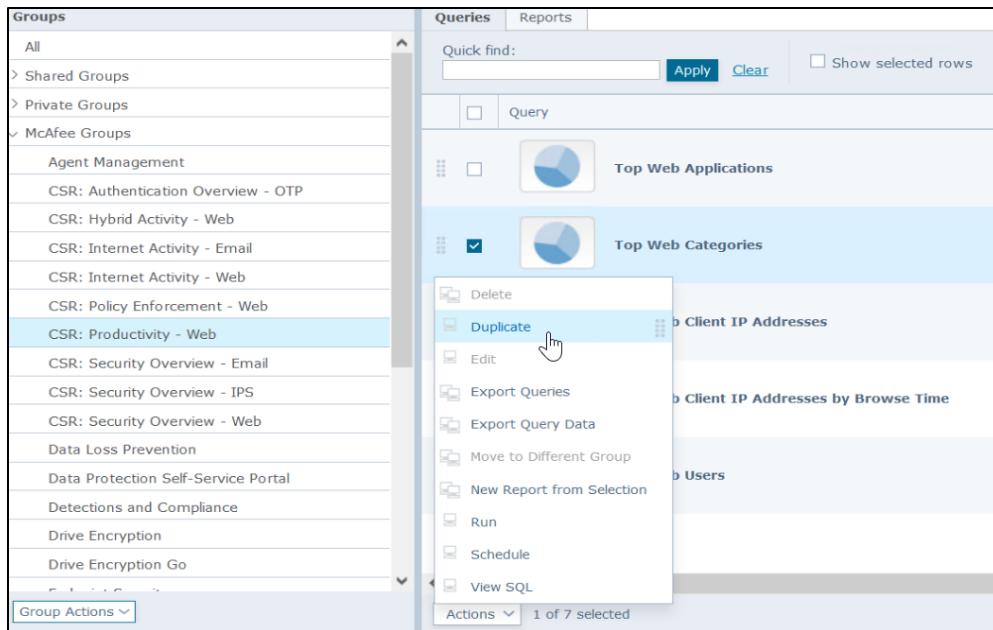 Groups
All
Shared Groups
Private Groups
McAfee Groups
Agent Management
CSR: Authentication Overview - OTP
CSR: Hybrid Activity - Web
CSR: Internet Activity - Email
CSR: Internet Activity - Web
CSR: Policy Enforcement - Web
CSR: Productivity - Web
CSR: Security Overview - Email
CSR: Security Overview - IPS
CSR: Security Overview - Web
Data Loss Prevention
Data Protection Self-Service Portal
Detections and Compliance
Drive Encryption
Drive Encryption Go
Group Actions
Queries Reports
Quick find:
Apply Clear Show selected rows
Query
Top Web Applications
Top Web Categories
b Client IP Addresses
b Client IP Addresses by Browse Time
b Users
Delete
Duplicate
Edit
Export Queries
Export Query Data
Move to Different Group
New Report from Selection
Run
Schedule
View SQL
Actions 1 of 7 selected